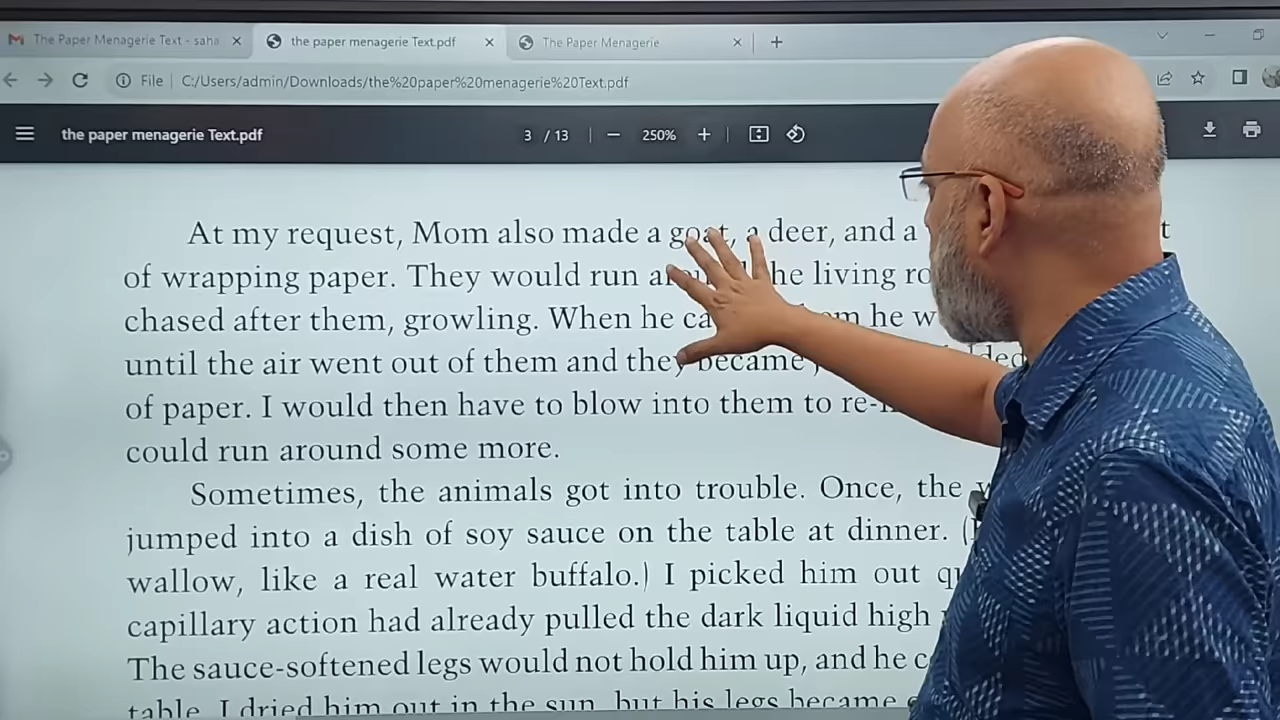 The Paper Menagerie Text - saha
the paper menagerie Text.pdf
The Paper Menagerie
File
C:/Users/admin/Downloads/the%20paper%20menagerie%20Text.pdf
the paper menagerie Text.pdf
3 / 13
250%
At my request, Mom also made a goat, a deer, and a
of wrapping paper. They would run the living
chased after them, growling. When he he
until the air went out of them and they became
of paper. I would then have to blow into them to
could run around some more.
Sometimes, the animals got into trouble. Once, the
jumped into a dish of soy sauce on the table at dinner.
wallow, like a real water buffalo.) I picked him out
capillary action had already pulled the dark liquid high
The sauce-softened legs would not hold him up, and he
table. I dried him out in the sun, but his legs became